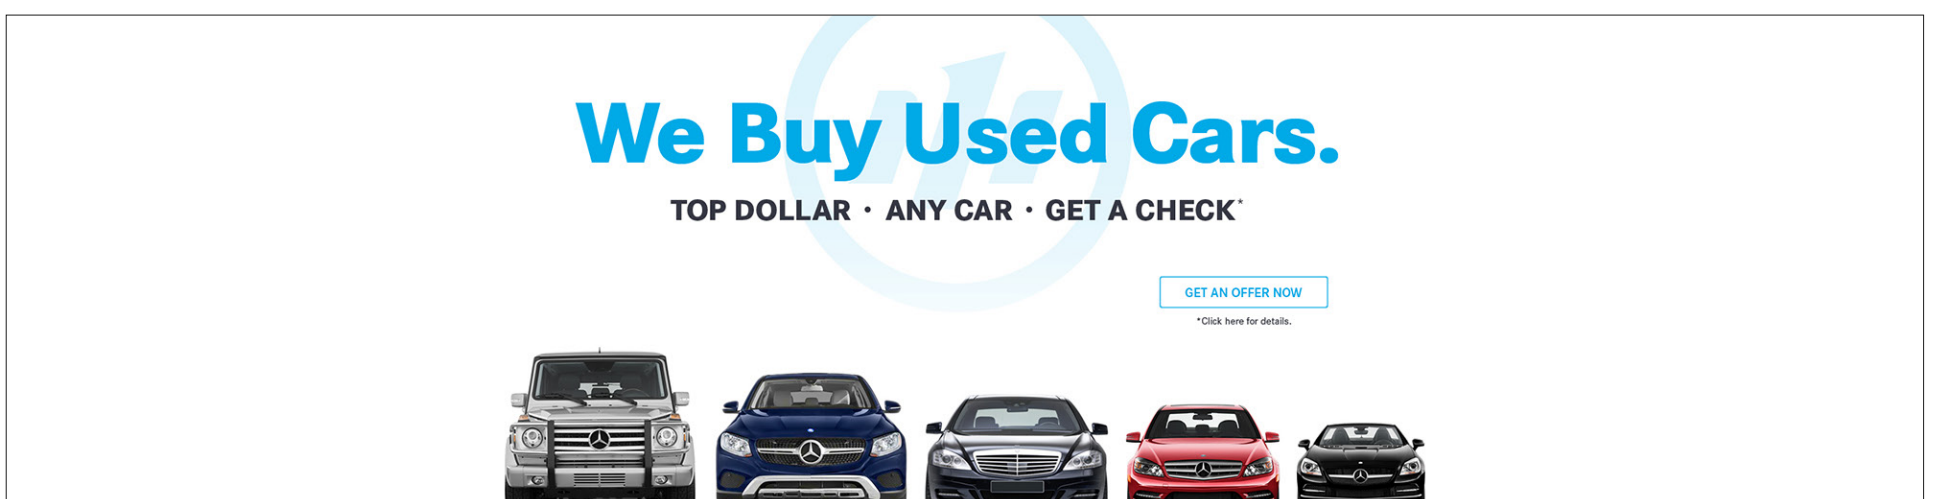 We Buy Used Cars.
TOP DOLLAR • ANY CAR • GET A CHECK*
GET AN OFFER NOW
*Click here for details.